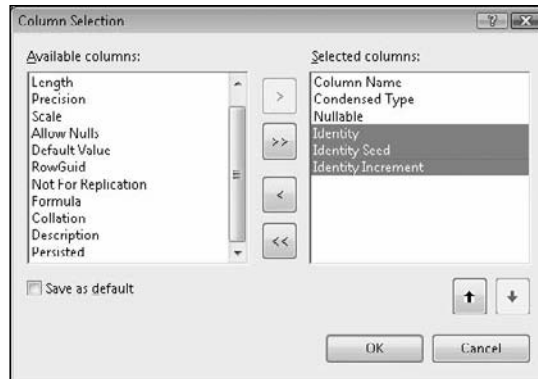 Column Selection
Available columns:
Length
Precision
Scale
Allow Nulls
Default Value
RowGuid
Not For Replication
Formula
Collation
Description
Persisted
>
>>
<
<<
Selected columns:
Column Name
Condensed Type
Nullable
Identity
Identity Seed
Identity Increment
Save as default
OK
Cancel